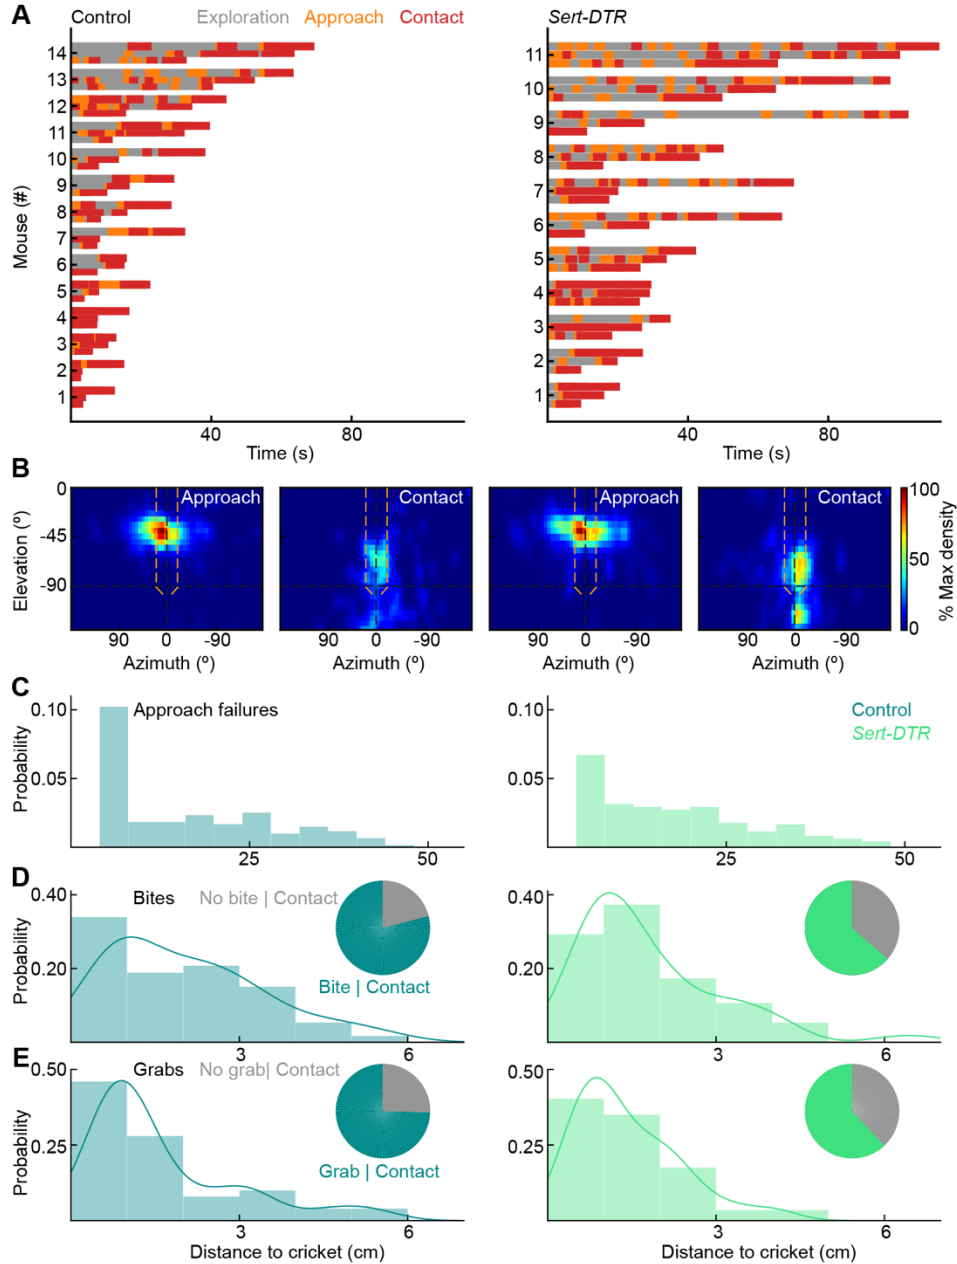 A
Control
Exploration
Approach
Contact
Sert-DTR
Mouse (#)
14
13
12
11
10
9
8
7
6
5
4
3
2
1
40
80
Time (s)
11
10
9
8
7
6
5
4
3
2
1
40
80
Time (s)
B
Elevation (º)
0
-45
-90
Approach
Contact
Approach
Contact
100
50
0
% Max density
90 0 -90
90 0 -90
90 0 -90
90 0 -90
Azimuth (º)
Azimuth (º)
Azimuth (º)
Azimuth (º)
C
Probability
0.10
0.05
Approach failures
25
50
0.10
0.05
Control
Sert-DTR
25
50
D
Probability
0.40
0.20
Bites
No bite | Contact
Bite | Contact
3
6
0.40
0.20
3
6
E
Probability
0.50
0.25
Grabs
No grab| Contact
Grab | Contact
3
6
Distance to cricket (cm)
0.50
0.25
3
6
Distance to cricket (cm)